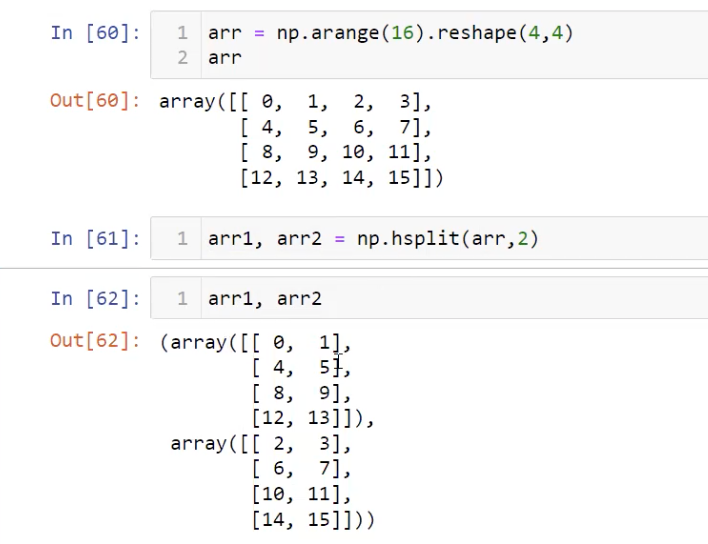 In [60]: 1 arr = np.arange(16).reshape(4,4)
2 arr
Out[60]: array([[ 0,  1,  2,  3],
       [ 4,  5,  6,  7],
       [ 8,  9, 10, 11],
       [12, 13, 14, 15]])
In [61]: 1 arr1, arr2 = np.hsplit(arr,2)
In [62]: 1 arr1, arr2
Out[62]: (array([[ 0,  1],
        [ 4,  5],
        [ 8,  9],
        [12, 13]]),
 array([[ 2,  3],
        [ 6,  7],
        [10, 11],
        [14, 15]]))